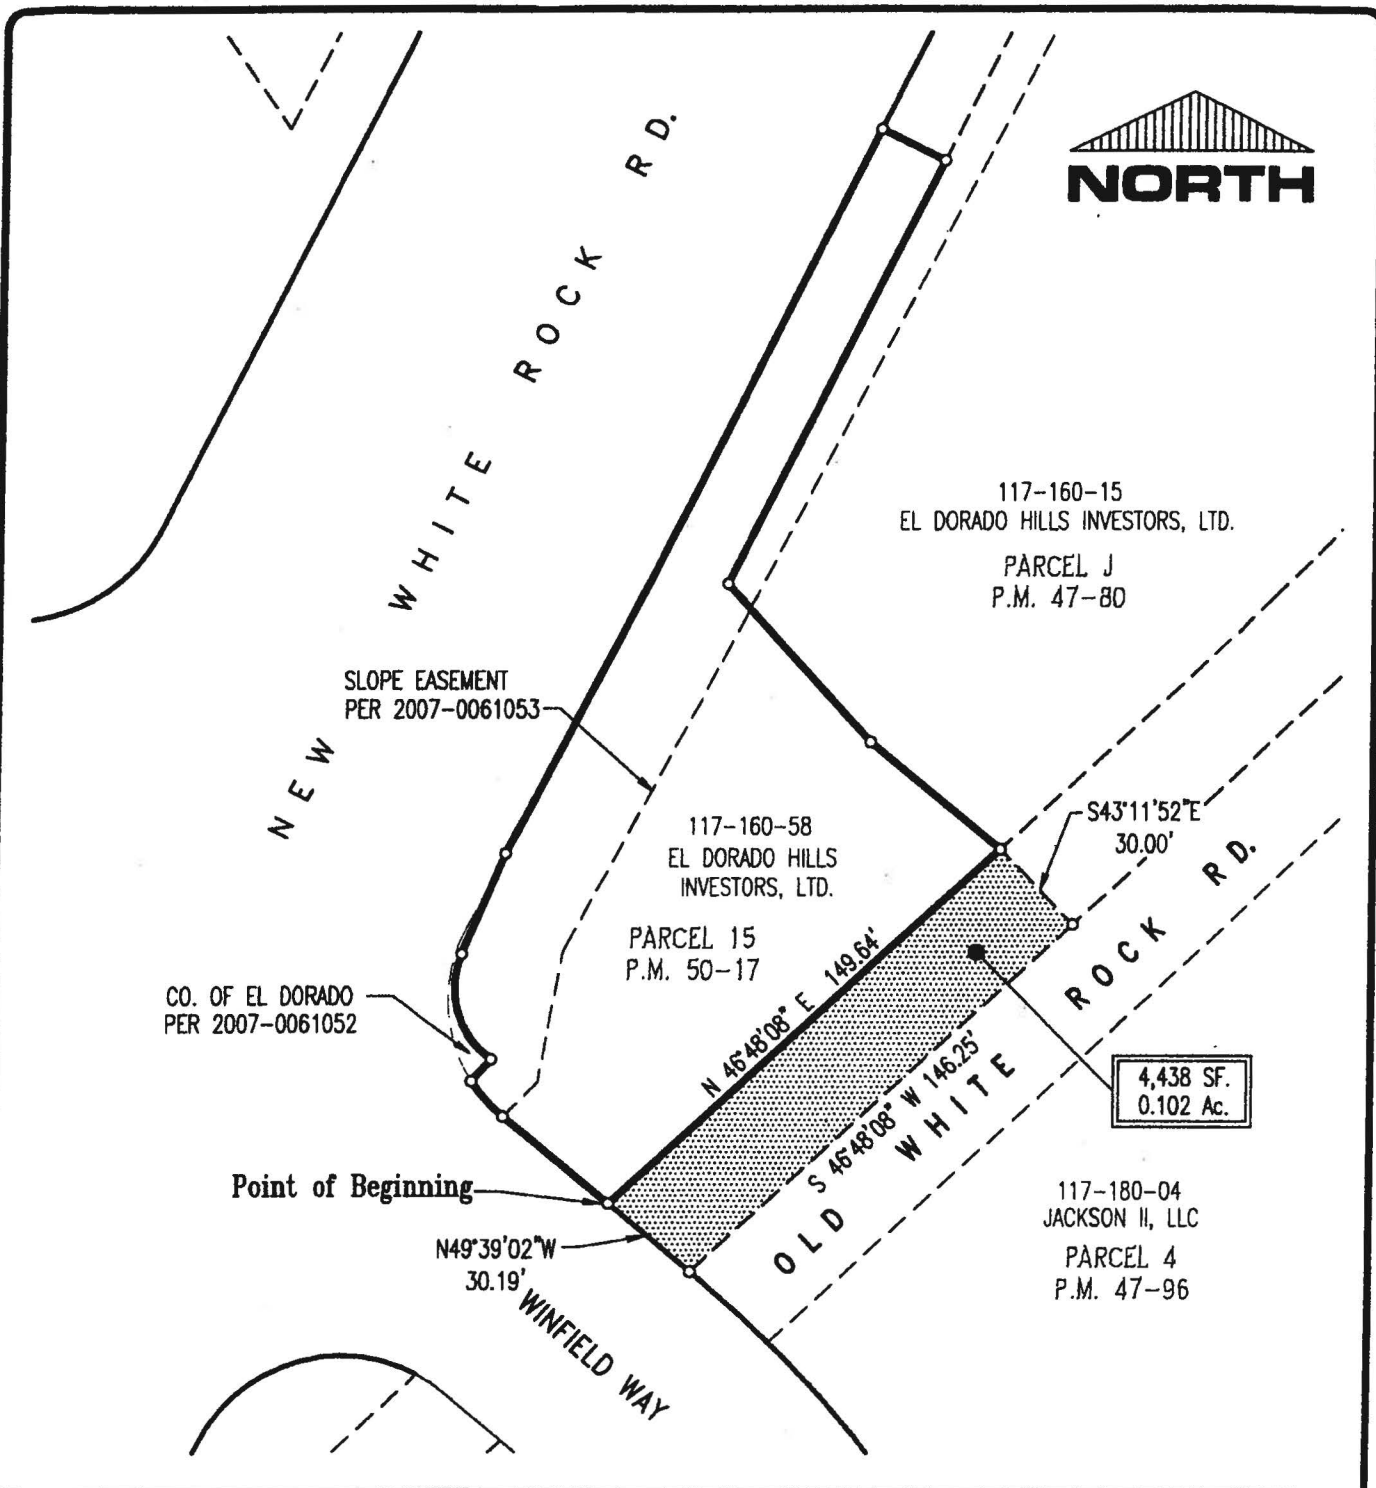 NORTH
NEW WHITE ROCK RD.
117-160-15
EL DORADO HILLS INVESTORS, LTD.
PARCEL J
P.M. 47-80
SLOPE EASEMENT
PER 2007-0061053
S43°11'52"E
30.00'
117-160-58
EL DORADO HILLS
INVESTORS, LTD.
PARCEL 15
P.M. 50-17
CO. OF EL DORADO
PER 2007-0061052
N 46°48'08" E 149.64'
S 46°48'08" W 146.25'
OLD WHITE ROCK RD.
4,438 SF.
0.102 Ac.
Point of Beginning
117-180-04
JACKSON II, LLC
PARCEL 4
P.M. 47-96
N49°39'02"W
30.19'
WINFIELD WAY